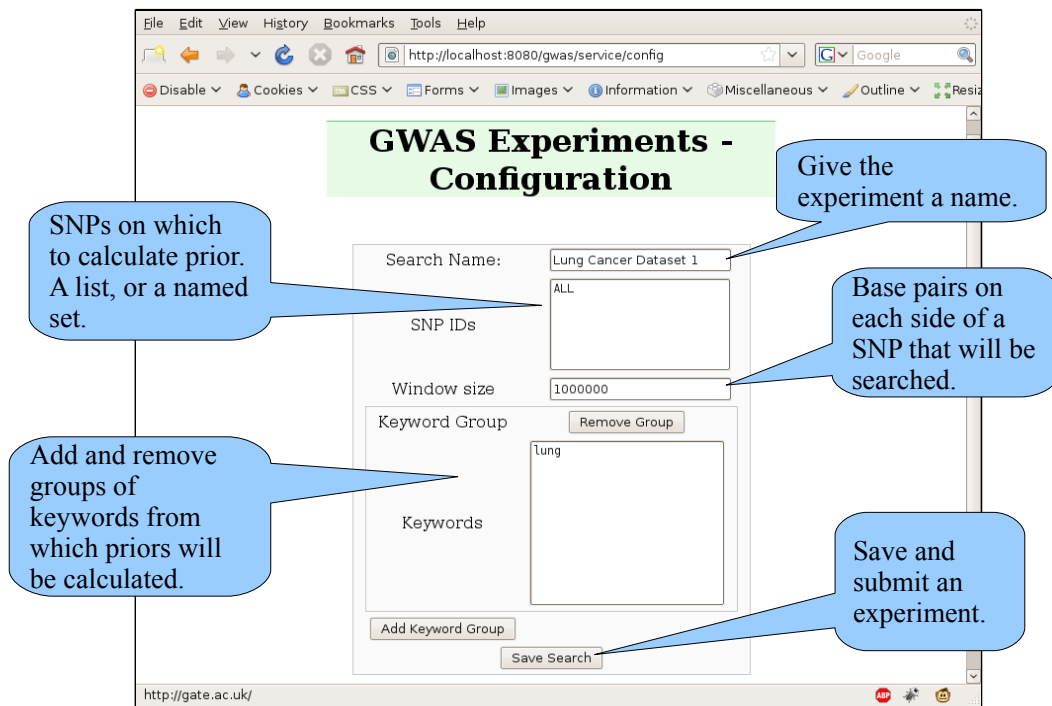 File Edit View History Bookmarks Tools Help
http://localhost:8080/gwas/service/config
G Google
Disable Cookies CSS Forms Images Information Miscellaneous Outline Resiz
GWAS Experiments -
Configuration
Give the
experiment a name.
SNPs on which
to calculate prior.
A list, or a named
set.
Search Name: Lung Cancer Dataset 1
SNP IDs
ALL
Base pairs on
each side of a
SNP that will be
searched.
Window size 1000000
Keyword Group Remove Group
Add and remove
groups of
keywords from
which priors will
be calculated.
Keywords
lung
Save and
submit an
experiment.
Add Keyword Group
Save Search
http://gate.ac.uk/
ABP